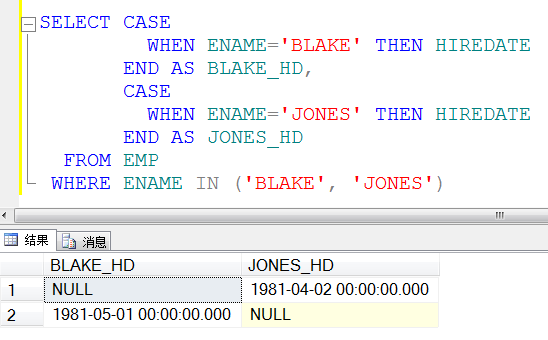 SELECT CASE
WHEN ENAME='BLAKE' THEN HIREDATE
END AS BLAKE_HD,
CASE
WHEN ENAME='JONES' THEN HIREDATE
END AS JONES_HD
FROM EMP
WHERE ENAME IN ('BLAKE', 'JONES')
结果 消息
BLAKE_HD JONES_HD
1 NULL 1981-04-02 00:00:00.000
2 1981-05-01 00:00:00.000 NULL